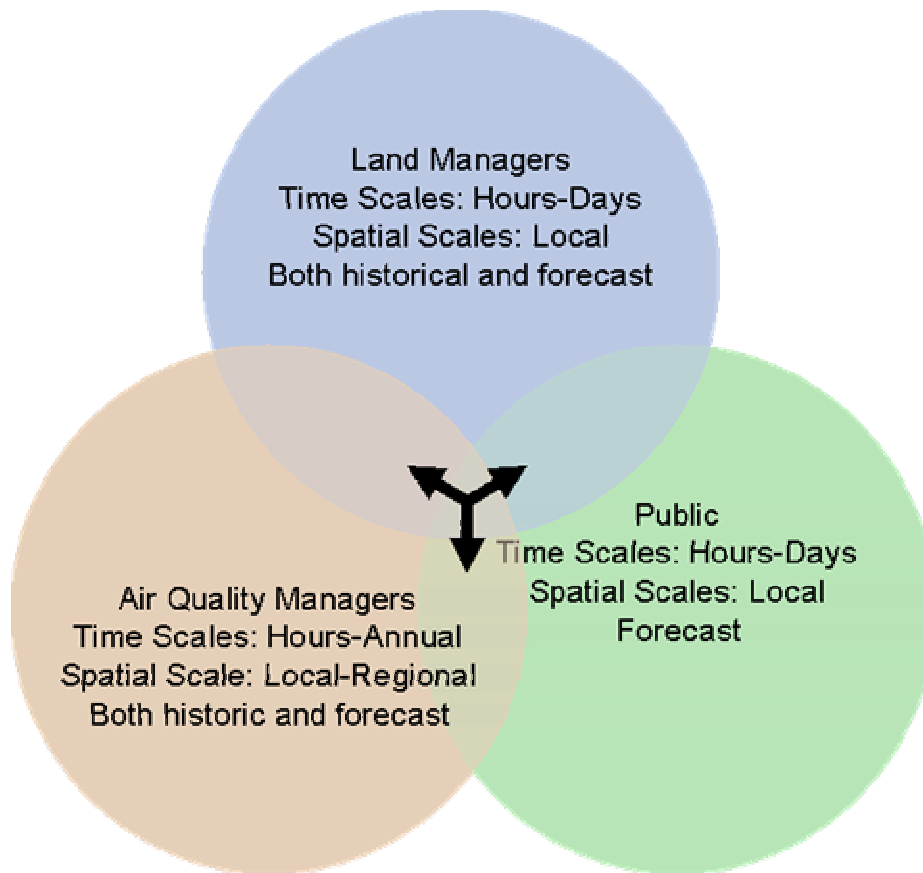 Land Managers
Time Scales: Hours-Days
Spatial Scales: Local
Both historical and forecast
Public
Time Scales: Hours-Days
Spatial Scales: Local
Forecast
Air Quality Managers
Time Scales: Hours-Annual
Spatial Scale: Local-Regional
Both historic and forecast